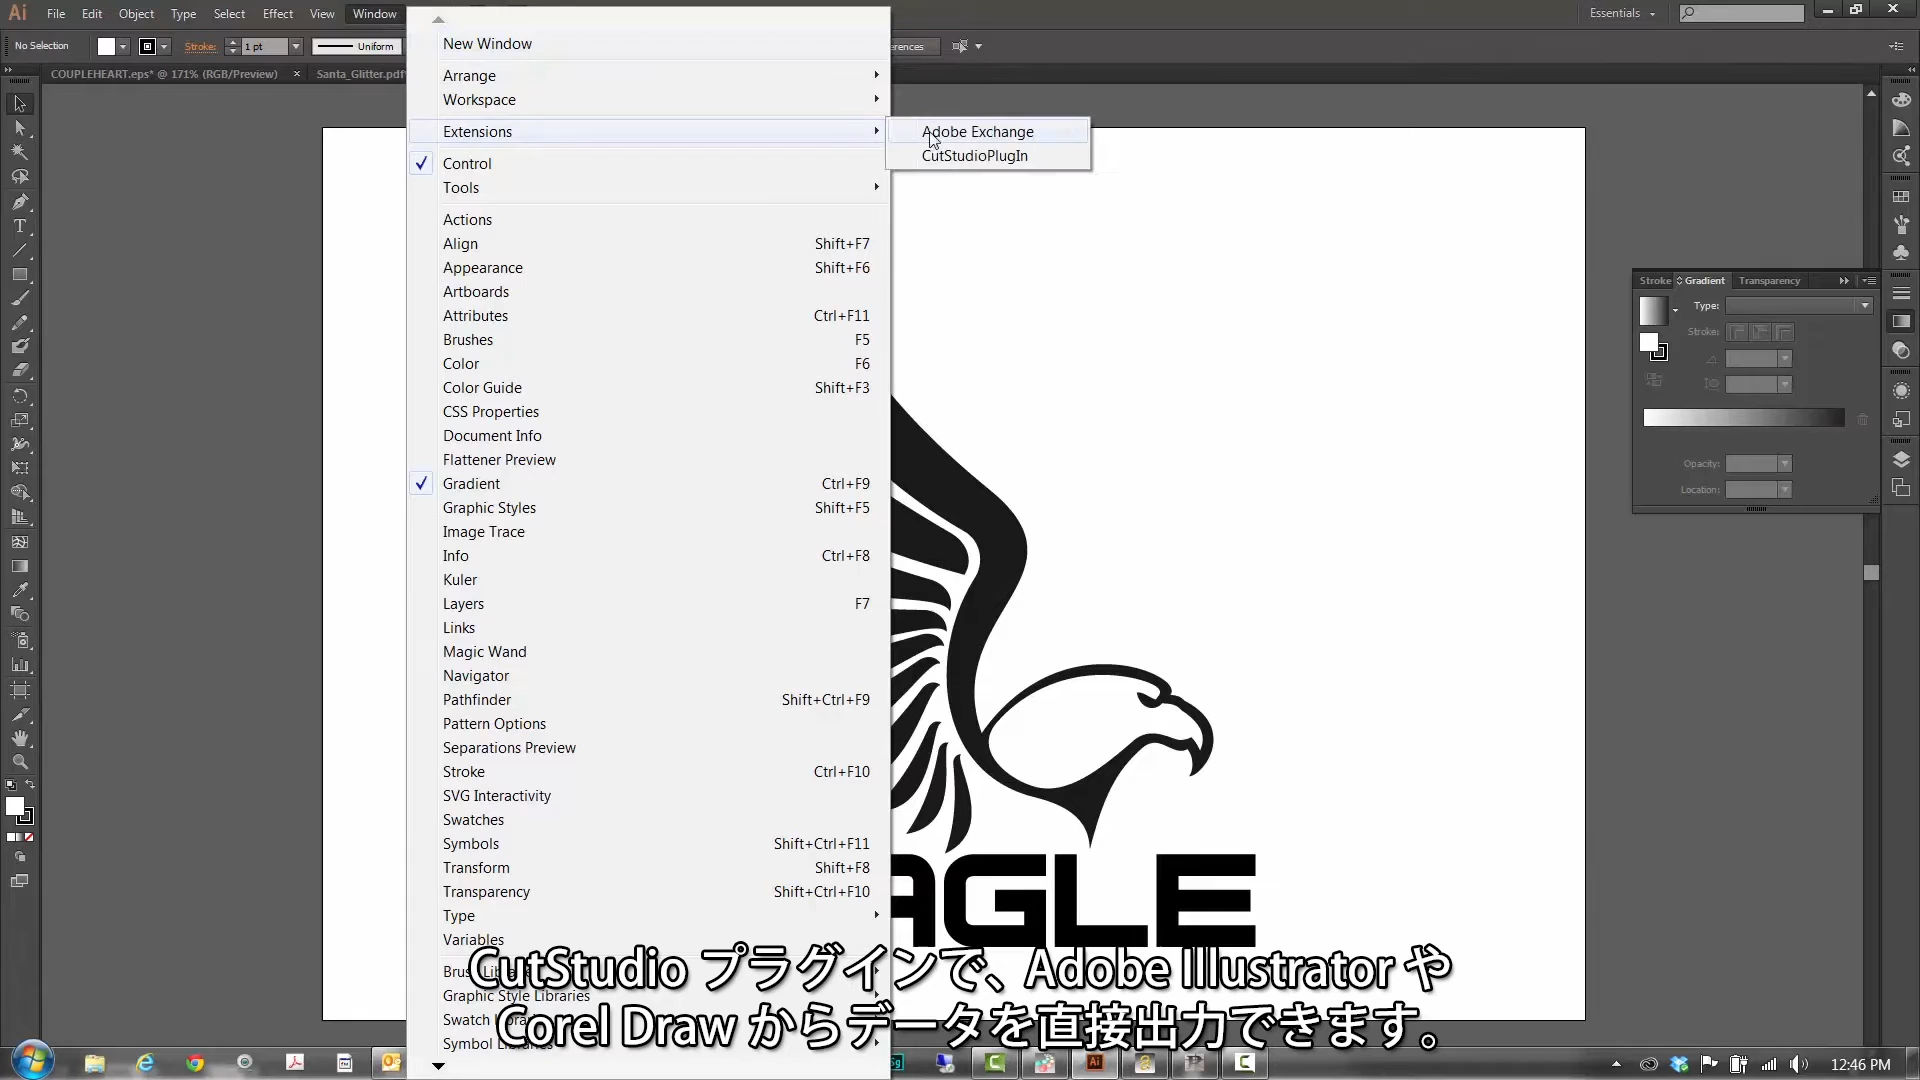 File Edit Object Type Select Effect View Window Essentials
No Selection Stroke: 1 pt Uniform
COUPLEHEART.eps* @ 171% (RGB/Preview) Santa_Glitter.pdf*
New Window
Arrange
Workspace
Extensions
Adobe Exchange
CutStudioPlugIn
Control
Tools
Actions
Align Shift+F7
Appearance Shift+F6
Artboards
Attributes Ctrl+F11
Brushes F5
Color F6
Color Guide Shift+F3
CSS Properties
Document Info
Flattener Preview
Gradient Ctrl+F9
Graphic Styles Shift+F5
Image Trace
Info Ctrl+F8
Kuler
Layers F7
Links
Magic Wand
Navigator
Pathfinder Shift+Ctrl+F9
Pattern Options
Separations Preview
Stroke Ctrl+F10
SVG Interactivity
Swatches
Symbols Shift+Ctrl+F11
Transform Shift+F8
Transparency Shift+Ctrl+F10
Type
Variables
Graphic Style Libraries
Swatch
Symbol Libraries
Stroke Gradient Transparency
Type:
Stroke:
Opacity:
Location:
AGLE
CutStudio プラグインで、Adobe Illustrator や
Corel Draw からデータを直接出力できます。
12:46 PM